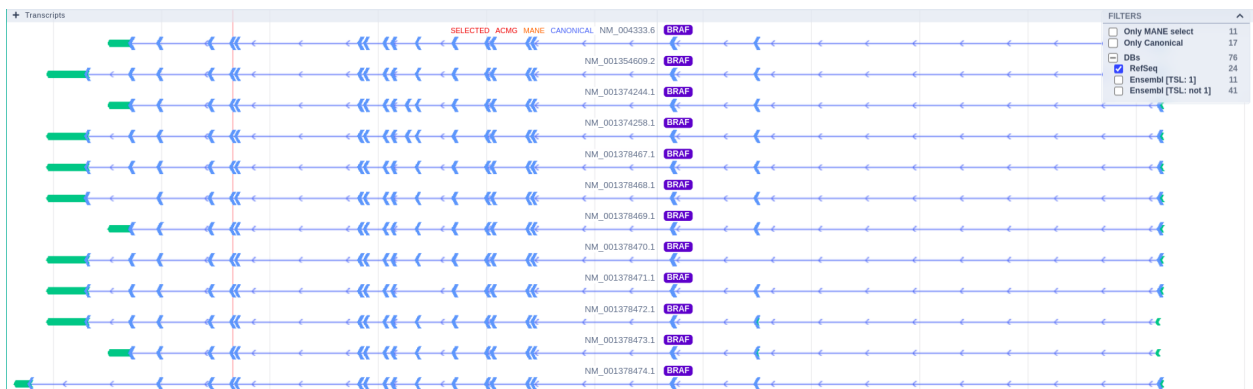 + Transcripts
FILTERS
Only MANE select 11
Only Canonical 17
DBs 76
RefSeq 24
Ensembl [TSL: 1] 11
Ensembl [TSL: not 1] 41
SELECTED ACMG MANE CANONICAL NM_004333.6 BRAF
NM_001354609.2 BRAF
NM_001374244.1 BRAF
NM_001374258.1 BRAF
NM_001378467.1 BRAF
NM_001378468.1 BRAF
NM_001378469.1 BRAF
NM_001378470.1 BRAF
NM_001378471.1 BRAF
NM_001378472.1 BRAF
NM_001378473.1 BRAF
NM_001378474.1 BRAF